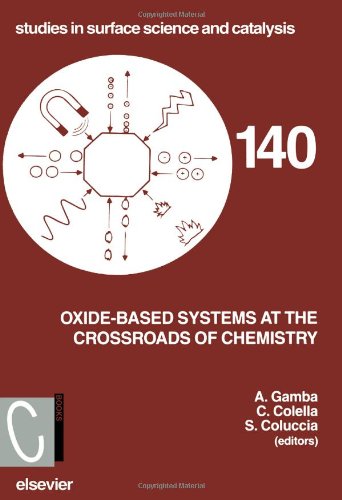 studies in surface science and catalysis
140
OXIDE-BASED SYSTEMS AT THE
CROSSROADS OF CHEMISTRY
A. Gamba
C. Colella
S. Coluccia
(editors)
C
BOOKS
elsevier